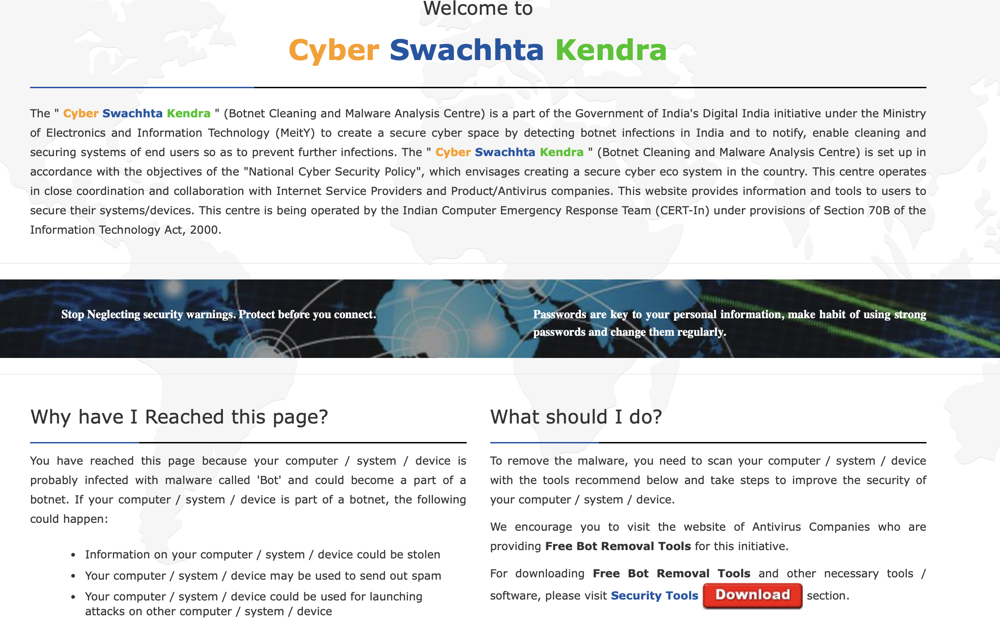 Welcome to
Cyber Swachhta Kendra
The " Cyber Swachhta Kendra " (Botnet Cleaning and Malware Analysis Centre) is a part of the Government of India's Digital India initiative under the Ministry
of Electronics and Information Technology (MeitY) to create a secure cyber space by detecting botnet infections in India and to notify, enable cleaning and
securing systems of end users so as to prevent further infections. The " Cyber Swachhta Kendra " (Botnet Cleaning and Malware Analysis Centre) is set up in
accordance with the objectives of the "National Cyber Security Policy", which envisages creating a secure cyber eco system in the country. This centre operates
in close coordination and collaboration with Internet Service Providers and Product/Antivirus companies. This website provides information and tools to users to
secure their systems/devices. This centre is being operated by the Indian Computer Emergency Response Team (CERT-In) under provisions of Section 70B of the
Information Technology Act, 2000.
Stop Neglecting security warnings. Protect before you connect.
Passwords are key to your personal information, make habit of using strong
passwords and change them regularly.
Why have I Reached this page?
You have reached this page because your computer / system / device is
probably infected with malware called 'Bot' and could become a part of a
botnet. If your computer / system / device is part of a botnet, the following
could happen:
• Information on your computer / system / device could be stolen
• Your computer / system / device may be used to send out spam
• Your computer / system / device could be used for launching
attacks on other computer / system / device
What should I do?
To remove the malware, you need to scan your computer / system / device
with the tools recommend below and take steps to improve the security of
your computer / system / device.
We encourage you to visit the website of Antivirus Companies who are
providing Free Bot Removal Tools for this initiative.
For downloading Free Bot Removal Tools and other necessary tools /
software, please visit Security Tools Download section.